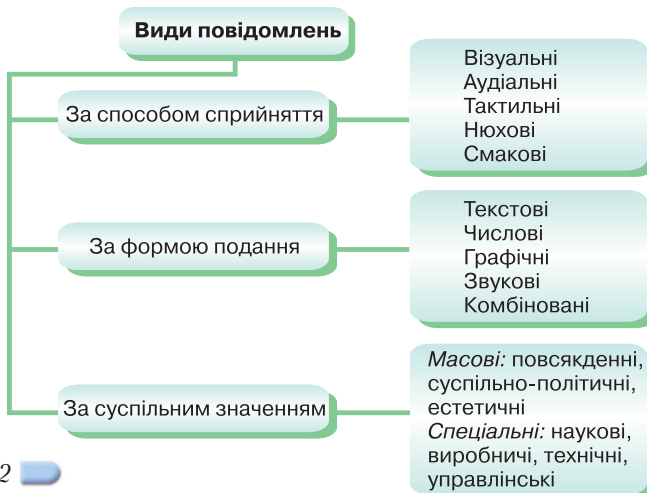 Види повідомлень
За способом сприйняття
Візуальні
Аудіальні
Тактильні
Нюхові
Смакові
За формою подання
Текстові
Числові
Графічні
Звукові
Комбіновані
За суспільним значенням
Масові: повсякденні,
суспільно-політичні,
естетичні
Спеціальні: наукові,
виробничі, технічні,
управлінські
2